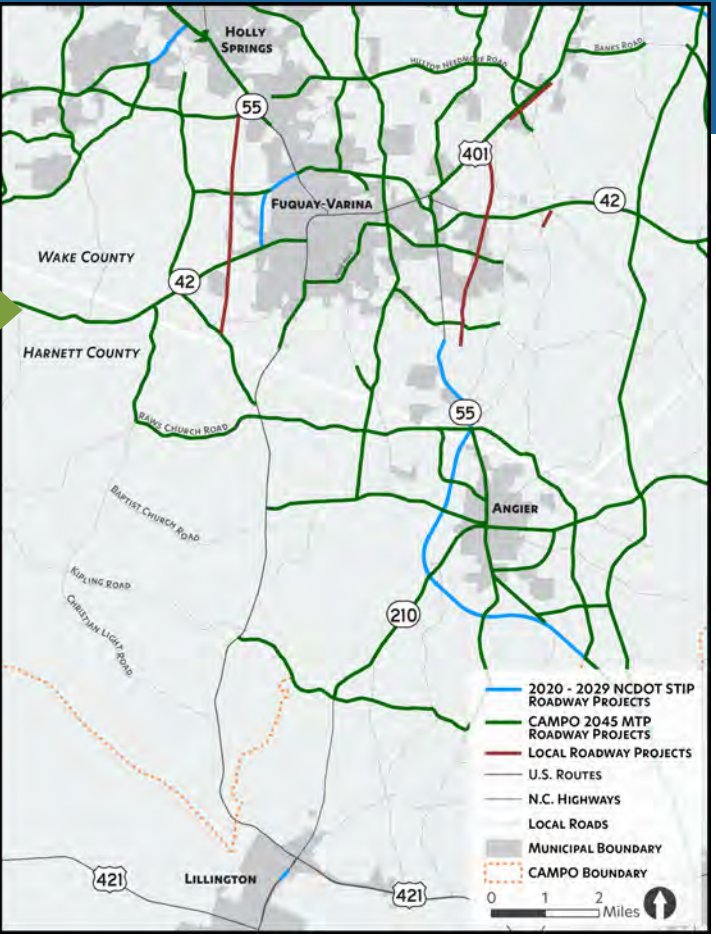 HOLLY
SPRINGS
BANKS ROAD
HILLTOP NEEDMORE ROAD
55
401
FUQUAY-VARINA
42
WAKE COUNTY
42
HARNETT COUNTY
55
RAWS CHURCH ROAD
BAPTIST CHURCH ROAD
ANGIER
KIPLING ROAD
CHRISTIAN LIGHT ROAD
210
2020 - 2029 NCDOT STIP
ROADWAY PROJECTS
CAMPO 2045 MTP
ROADWAY PROJECTS
LOCAL ROADWAY PROJECTS
U.S. ROUTES
N.C. HIGHWAYS
LOCAL ROADS
MUNICIPAL BOUNDARY
CAMPO BOUNDARY
LILLINGTON
421
421
0 1 2
Miles